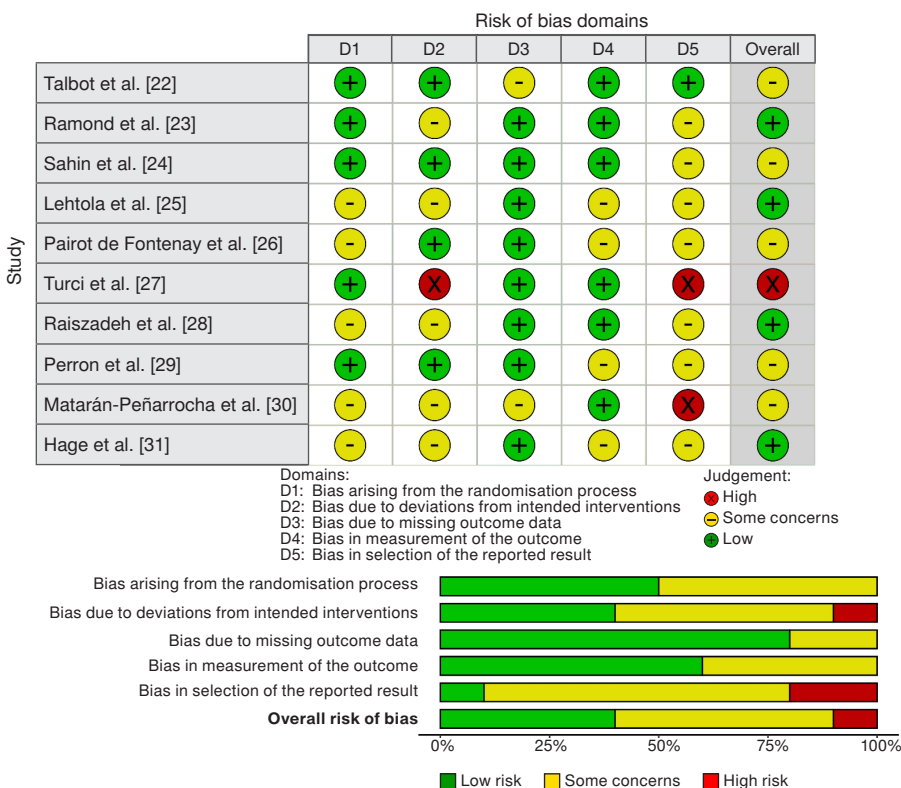 Risk of bias domains
D1 D2 D3 D4 D5 Overall
Study
Talbot et al. [22] + + - + + -
Ramond et al. [23] + - + + - +
Sahin et al. [24] + + + + - -
Lehtola et al. [25] - - + - - +
Pairot de Fontenay et al. [26] - + + - - -
Turci et al. [27] + X + + X X
Raiszadeh et al. [28] - - + + - +
Perron et al. [29] + + + - - -
Matarán-Peñarrocha et al. [30] - - - + X -
Hage et al. [31] - - + - - +
Domains:
D1: Bias arising from the randomisation process
D2: Bias due to deviations from intended interventions
D3: Bias due to missing outcome data
D4: Bias in measurement of the outcome
D5: Bias in selection of the reported result
Judgement:
X High
- Some concerns
+ Low
Bias arising from the randomisation process
Bias due to deviations from intended interventions
Bias due to missing outcome data
Bias in measurement of the outcome
Bias in selection of the reported result
Overall risk of bias
0% 25% 50% 75% 100%
Low risk Some concerns High risk